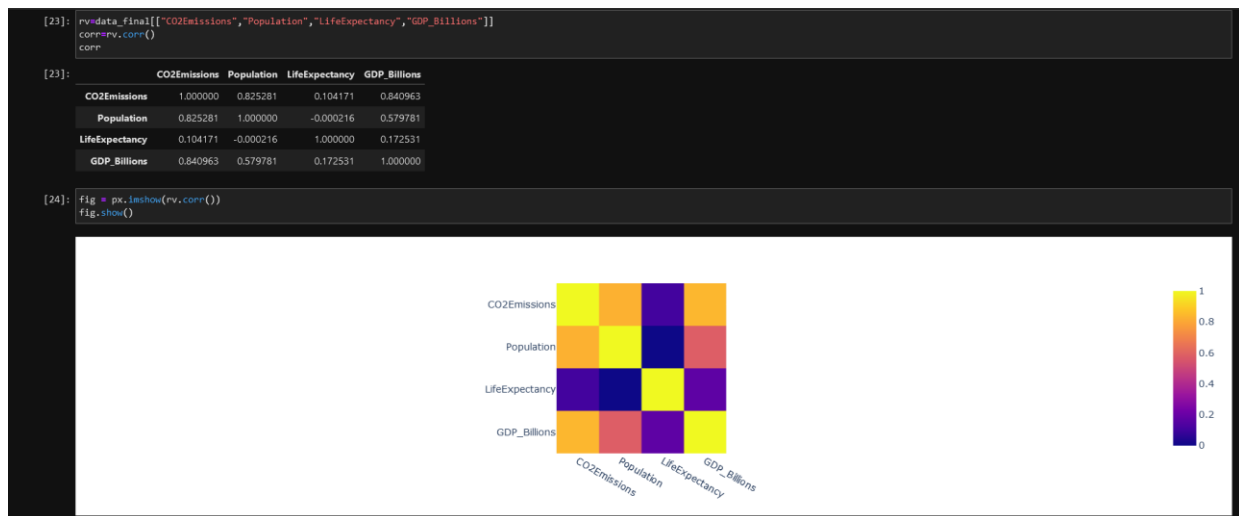 [23]: rv=data_final[["CO2Emissions","Population","LifeExpectancy","GDP_Billions"]]
corr=rv.corr()
corr
[23]:
CO2Emissions Population LifeExpectancy GDP_Billions
CO2Emissions 1.000000 0.825281 0.104171 0.840963
Population 0.825281 1.000000 -0.000216 0.579781
LifeExpectancy 0.104171 -0.000216 1.000000 0.172531
GDP_Billions 0.840963 0.579781 0.172531 1.000000
[24]: fig = px.imshow(rv.corr())
fig.show()
CO2Emissions
Population
LifeExpectancy
GDP_Billions
CO2Emissions
Population
LifeExpectancy
GDP_Billions
1
0.8
0.6
0.4
0.2
0